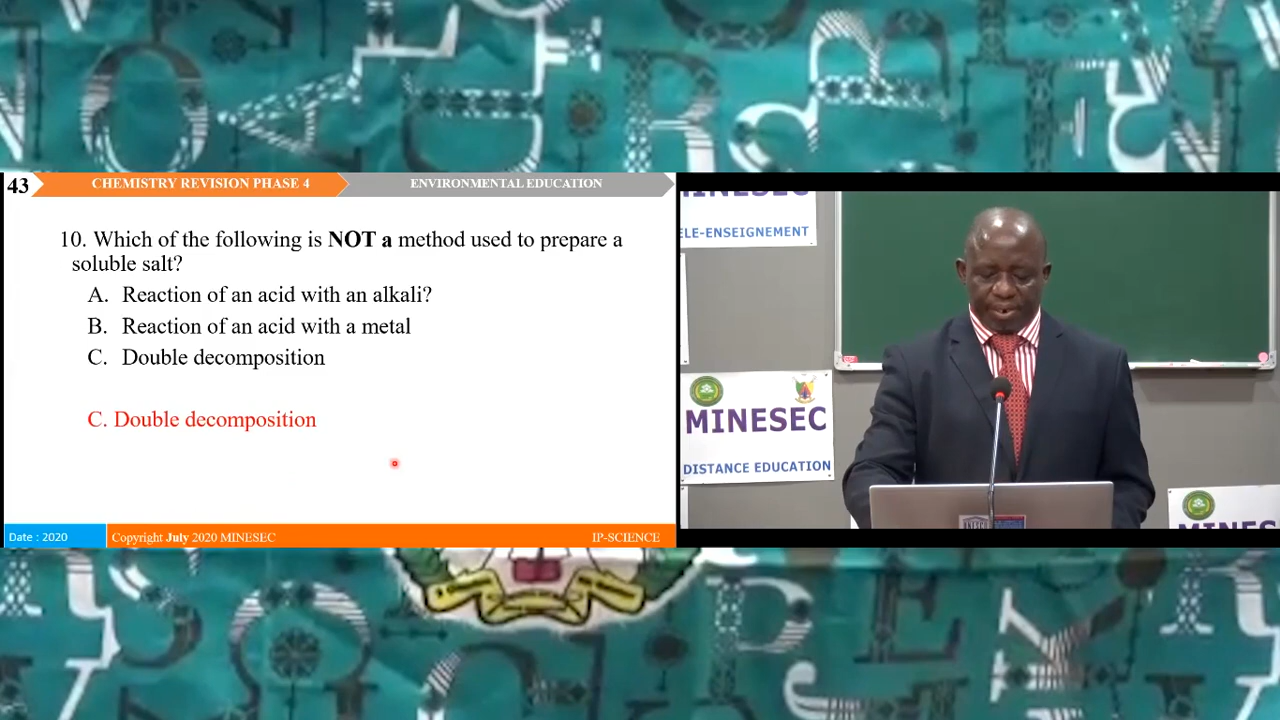 43
CHEMISTRY REVISION PHASE 4
ENVIRONMENTAL EDUCATION
10. Which of the following is NOT a method used to prepare a
soluble salt?
A. Reaction of an acid with an alkali?
B. Reaction of an acid with a metal
C. Double decomposition
C. Double decomposition
Date : 2020
Copyright July 2020 MINESEC
IP-SCIENCE
MINESEC
ELE-ENSEIGNEMENT
MINESEC
DISTANCE EDUCATION
MINES